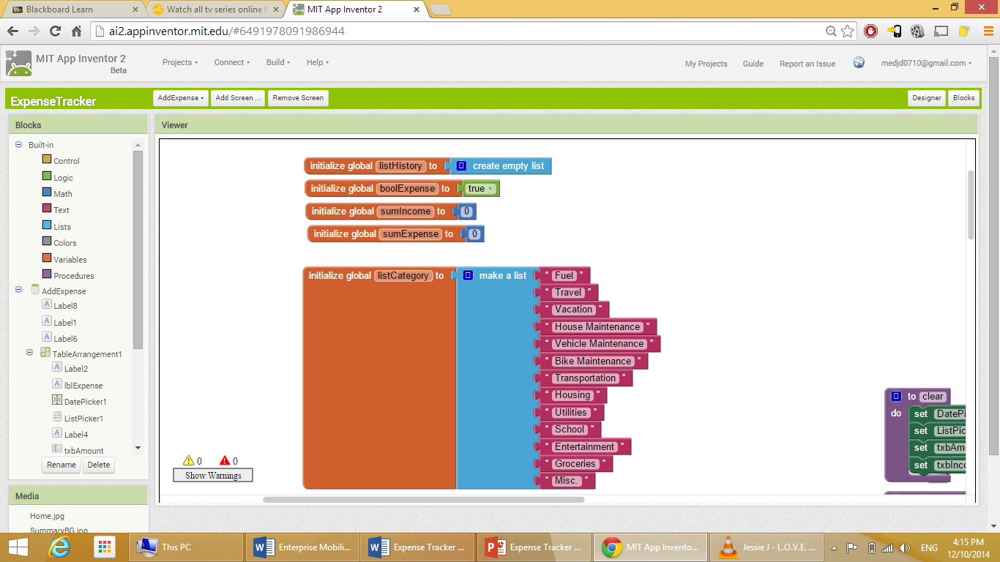 Blackboard Learn
Watch all tv series online f
MIT App Inventor 2
ai2.appinventor.mit.edu/#6491978091986944
MIT App Inventor 2
Beta
Projects
Connect
Build
Help
My Projects
Guide
Report an Issue
medjd0710@gmail.com
ExpenseTracker
AddExpense
Add Screen ...
Remove Screen
Designer
Blocks
Blocks
Built-in
Control
Logic
Math
Text
Lists
Colors
Variables
Procedures
AddExpense
Label8
Label1
Label6
TableArrangement1
Label2
lblExpense
DatePicker1
ListPicker1
Label4
txbAmount
Rename
Delete
Media
Home.jpg
SummaryBG.jpg
Viewer
initialize global listHistory to create empty list
initialize global boolExpense to true
initialize global sumIncome to 0
initialize global sumExpense to 0
initialize global listCategory to make a list " Fuel "
" Travel "
" Vacation "
" House Maintenance "
" Vehicle Maintenance "
" Bike Maintenance "
" Transportation "
" Housing "
" Utilities "
" School "
" Entertainment "
" Groceries "
" Misc. "
to clear
do set DatePi
set ListPic
set txbAm
set txbInco
0 0
Show Warnings
This PC
Enterprise Mobili...
Expense Tracker ...
Expense Tracker ...
MIT App Invento...
Jessie J - L.O.V.E. ...
ENG
4:15 PM
12/10/2014